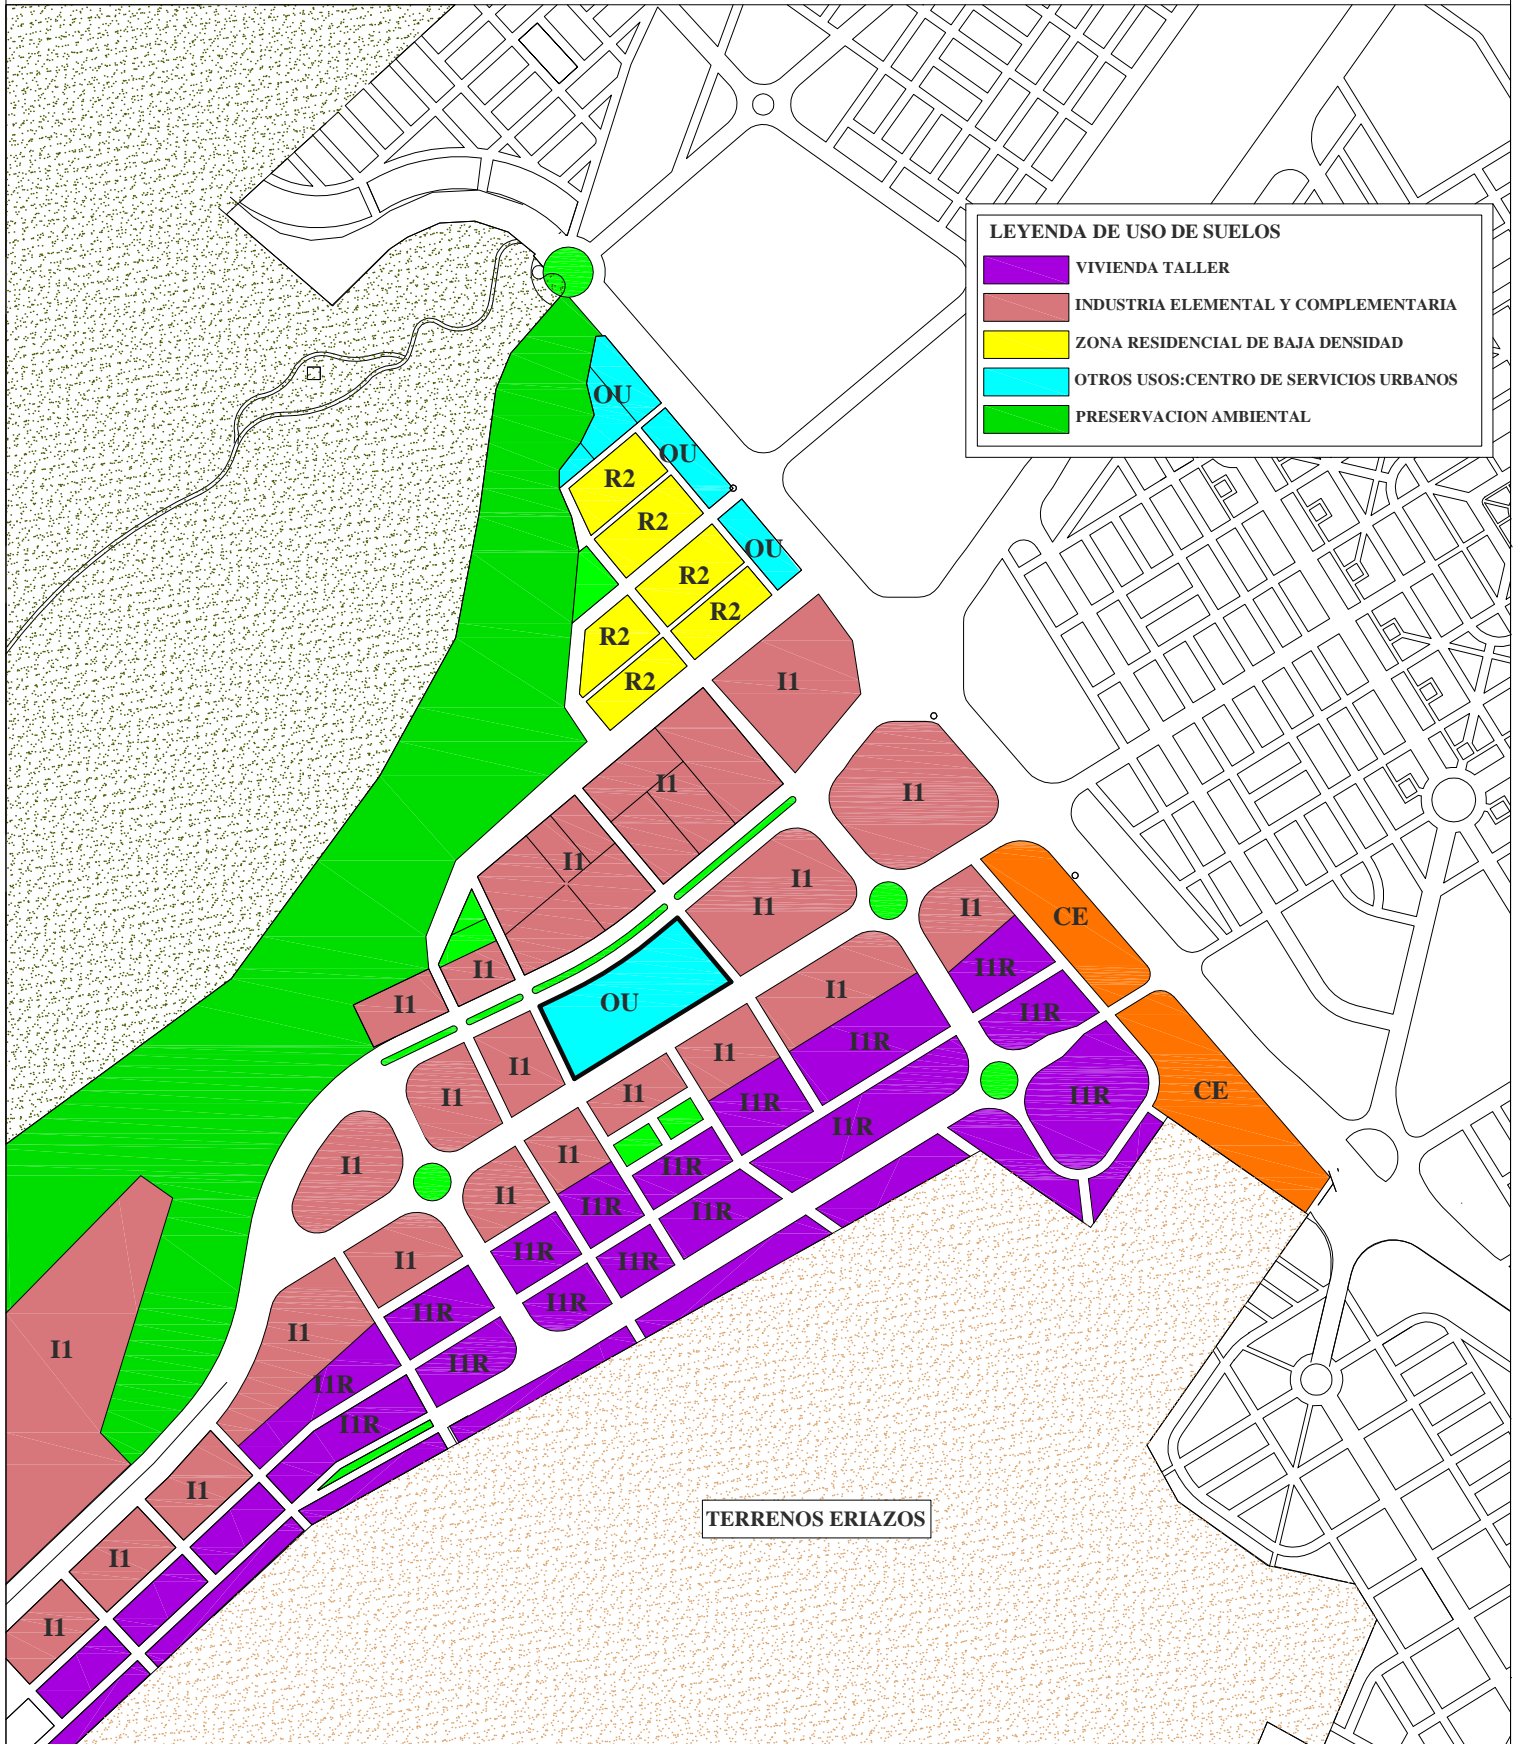 LEYENDA DE USO DE SUELOS
VIVIENDA TALLER
INDUSTRIA ELEMENTAL Y COMPLEMENTARIA
ZONA RESIDENCIAL DE BAJA DENSIDAD
OTROS USOS:CENTRO DE SERVICIOS URBANOS
PRESERVACION AMBIENTAL
OU
OU
R2
R2
OU
R2
R2
R2
R2
I1
I1
I1
I1
I1
I1
I1
CE
I1R
I1
I1
I1
OU
I1R
I1R
I1
I1
I1
I1
CE
I1R
I1R
I1R
I1
I1
I1R
I1
I1R
I1R
I1
I1R
I1R
I1
I1R
I1R
I1
I1
I1R
I1R
I1R
I1
I1
I1
TERRENOS ERIAZOS